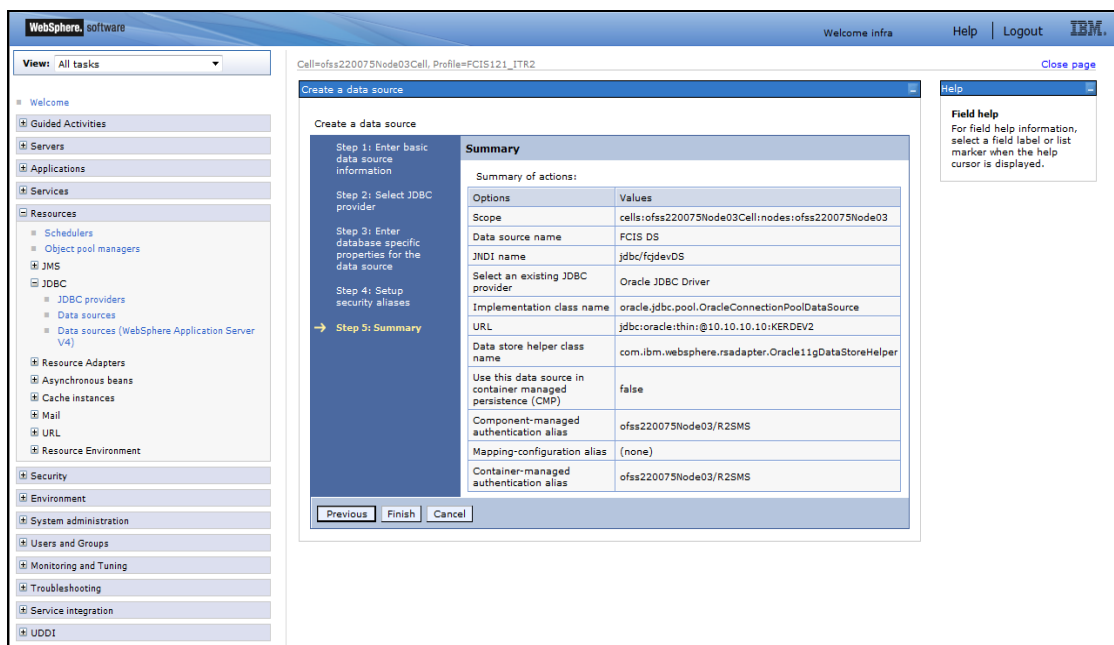 WebSphere. software
Welcome infra
Help | Logout
IBM.
View: All tasks
Welcome
Guided Activities
Servers
Applications
Services
Resources
Schedulers
Object pool managers
JMS
JDBC
JDBC providers
Data sources
Data sources (WebSphere Application Server
V4)
Resource Adapters
Asynchronous beans
Cache instances
Mail
URL
Resource Environment
Security
Environment
System administration
Users and Groups
Monitoring and Tuning
Troubleshooting
Service integration
UDDI
Cell=ofss220075Node03Cell, Profile=FCIS121_ITR2
Close page
Create a data source
Create a data source
Step 1: Enter basic
data source
information
Step 2: Select JDBC
provider
Step 3: Enter
database specific
properties for the
data source
Step 4: Setup
security aliases
Step 5: Summary
Summary
Summary of actions:
Options Values
Scope cells:ofss220075Node03Cell:nodes:ofss220075Node03
Data source name FCIS DS
JNDI name jdbc/fcjdevDS
Select an existing JDBC
provider Oracle JDBC Driver
Implementation class name oracle.jdbc.pool.OracleConnectionPoolDataSource
URL jdbc:oracle:thin:@10.10.10.10:KERDEV2
Data store helper class
name com.ibm.websphere.rsadapter.Oracle11gDataStoreHelper
Use this data source in
container managed
persistence (CMP) false
Component-managed
authentication alias ofss220075Node03/R2SMS
Mapping-configuration alias (none)
Container-managed
authentication alias ofss220075Node03/R2SMS
Previous Finish Cancel
Help
Field help
For field help information,
select a field label or list
marker when the help
cursor is displayed.